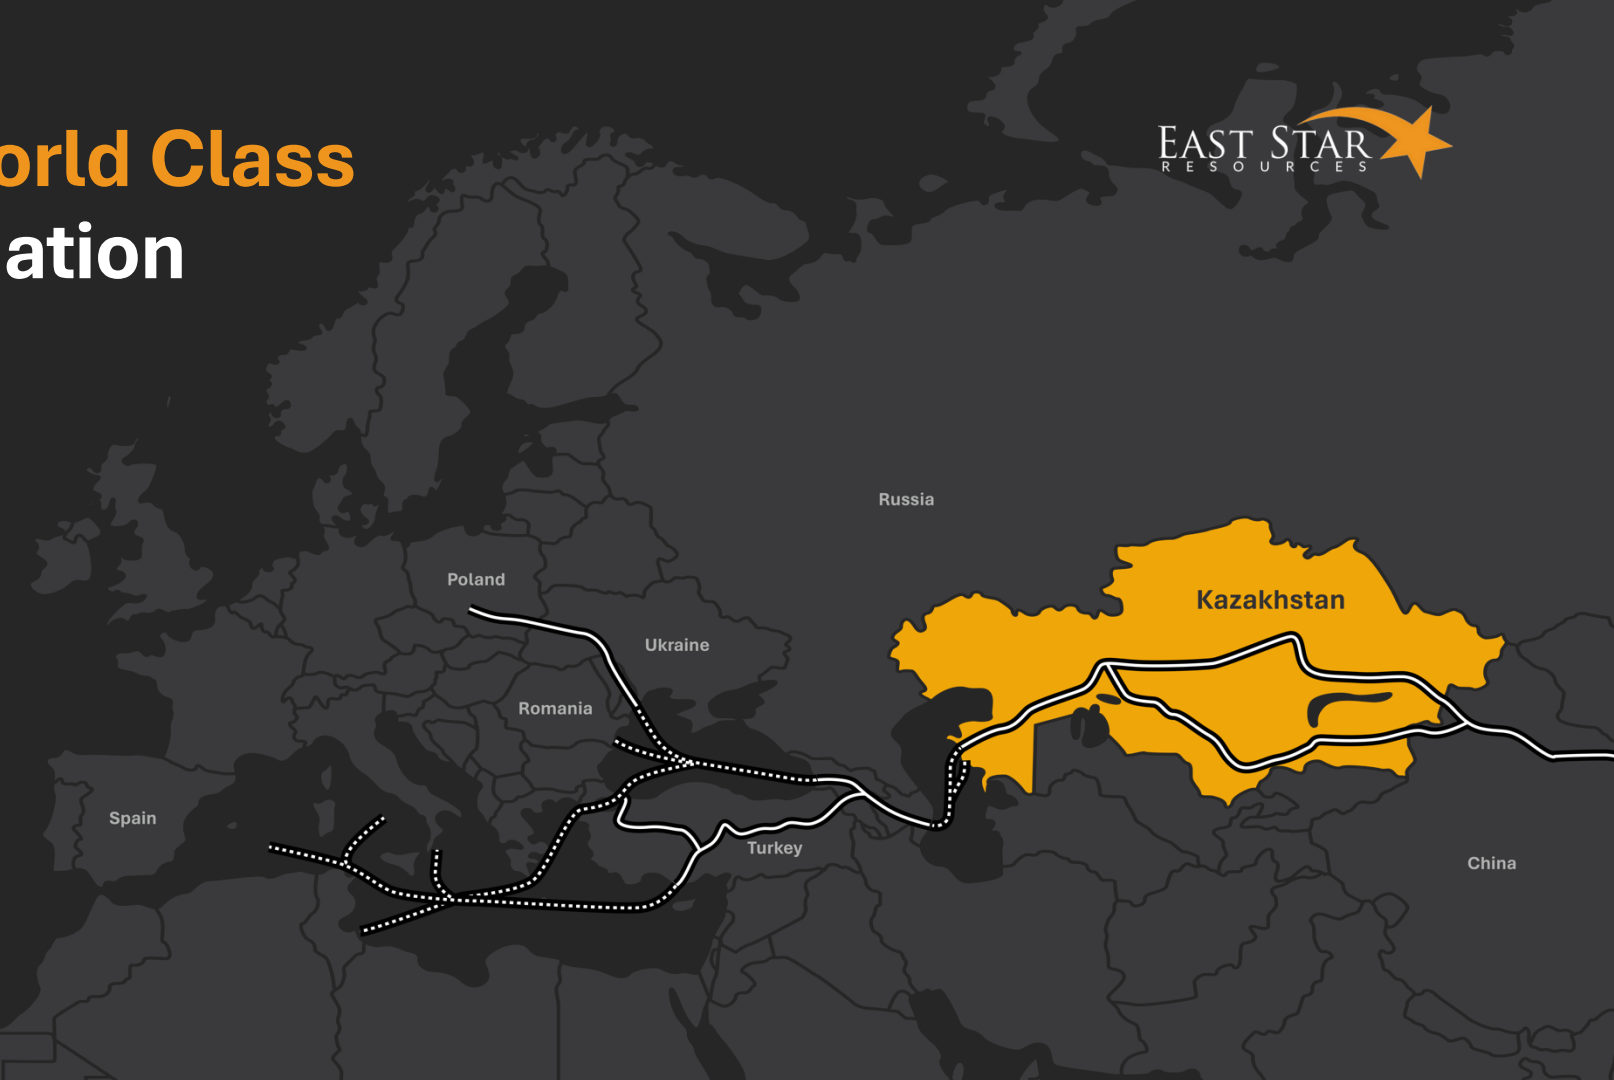 orld Class
ation
EAST STAR
RESOURCES
Russia
Poland
Kazakhstan
Ukraine
Romania
Spain
Turkey
China